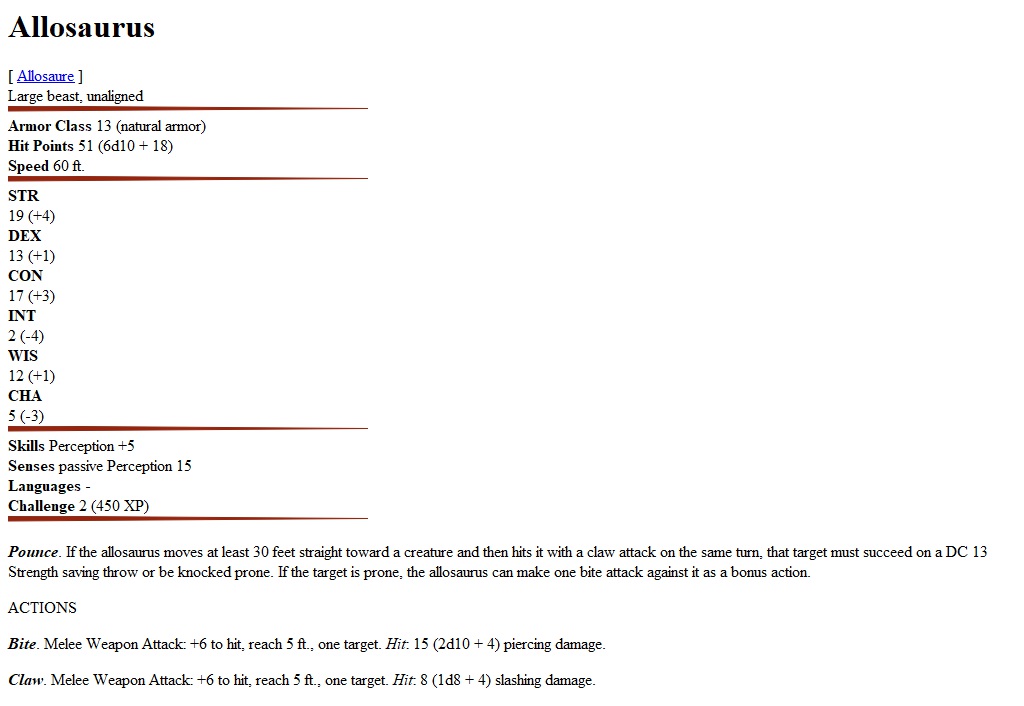 Allosaurus
[ Allosaure ]
Large beast, unaligned
Armor Class 13 (natural armor)
Hit Points 51 (6d10 + 18)
Speed 60 ft.
STR
19 (+4)
DEX
13 (+1)
CON
17 (+3)
INT
2 (-4)
WIS
12 (+1)
CHA
5 (-3)
Skills Perception +5
Senses passive Perception 15
Languages -
Challenge 2 (450 XP)
Pounce. If the allosaurus moves at least 30 feet straight toward a creature and then hits it with a claw attack on the same turn, that target must succeed on a DC 13
Strength saving throw or be knocked prone. If the target is prone, the allosaurus can make one bite attack against it as a bonus action.
ACTIONS
Bite. Melee Weapon Attack: +6 to hit, reach 5 ft., one target. Hit: 15 (2d10 + 4) piercing damage.
Claw. Melee Weapon Attack: +6 to hit, reach 5 ft., one target. Hit: 8 (1d8 + 4) slashing damage.